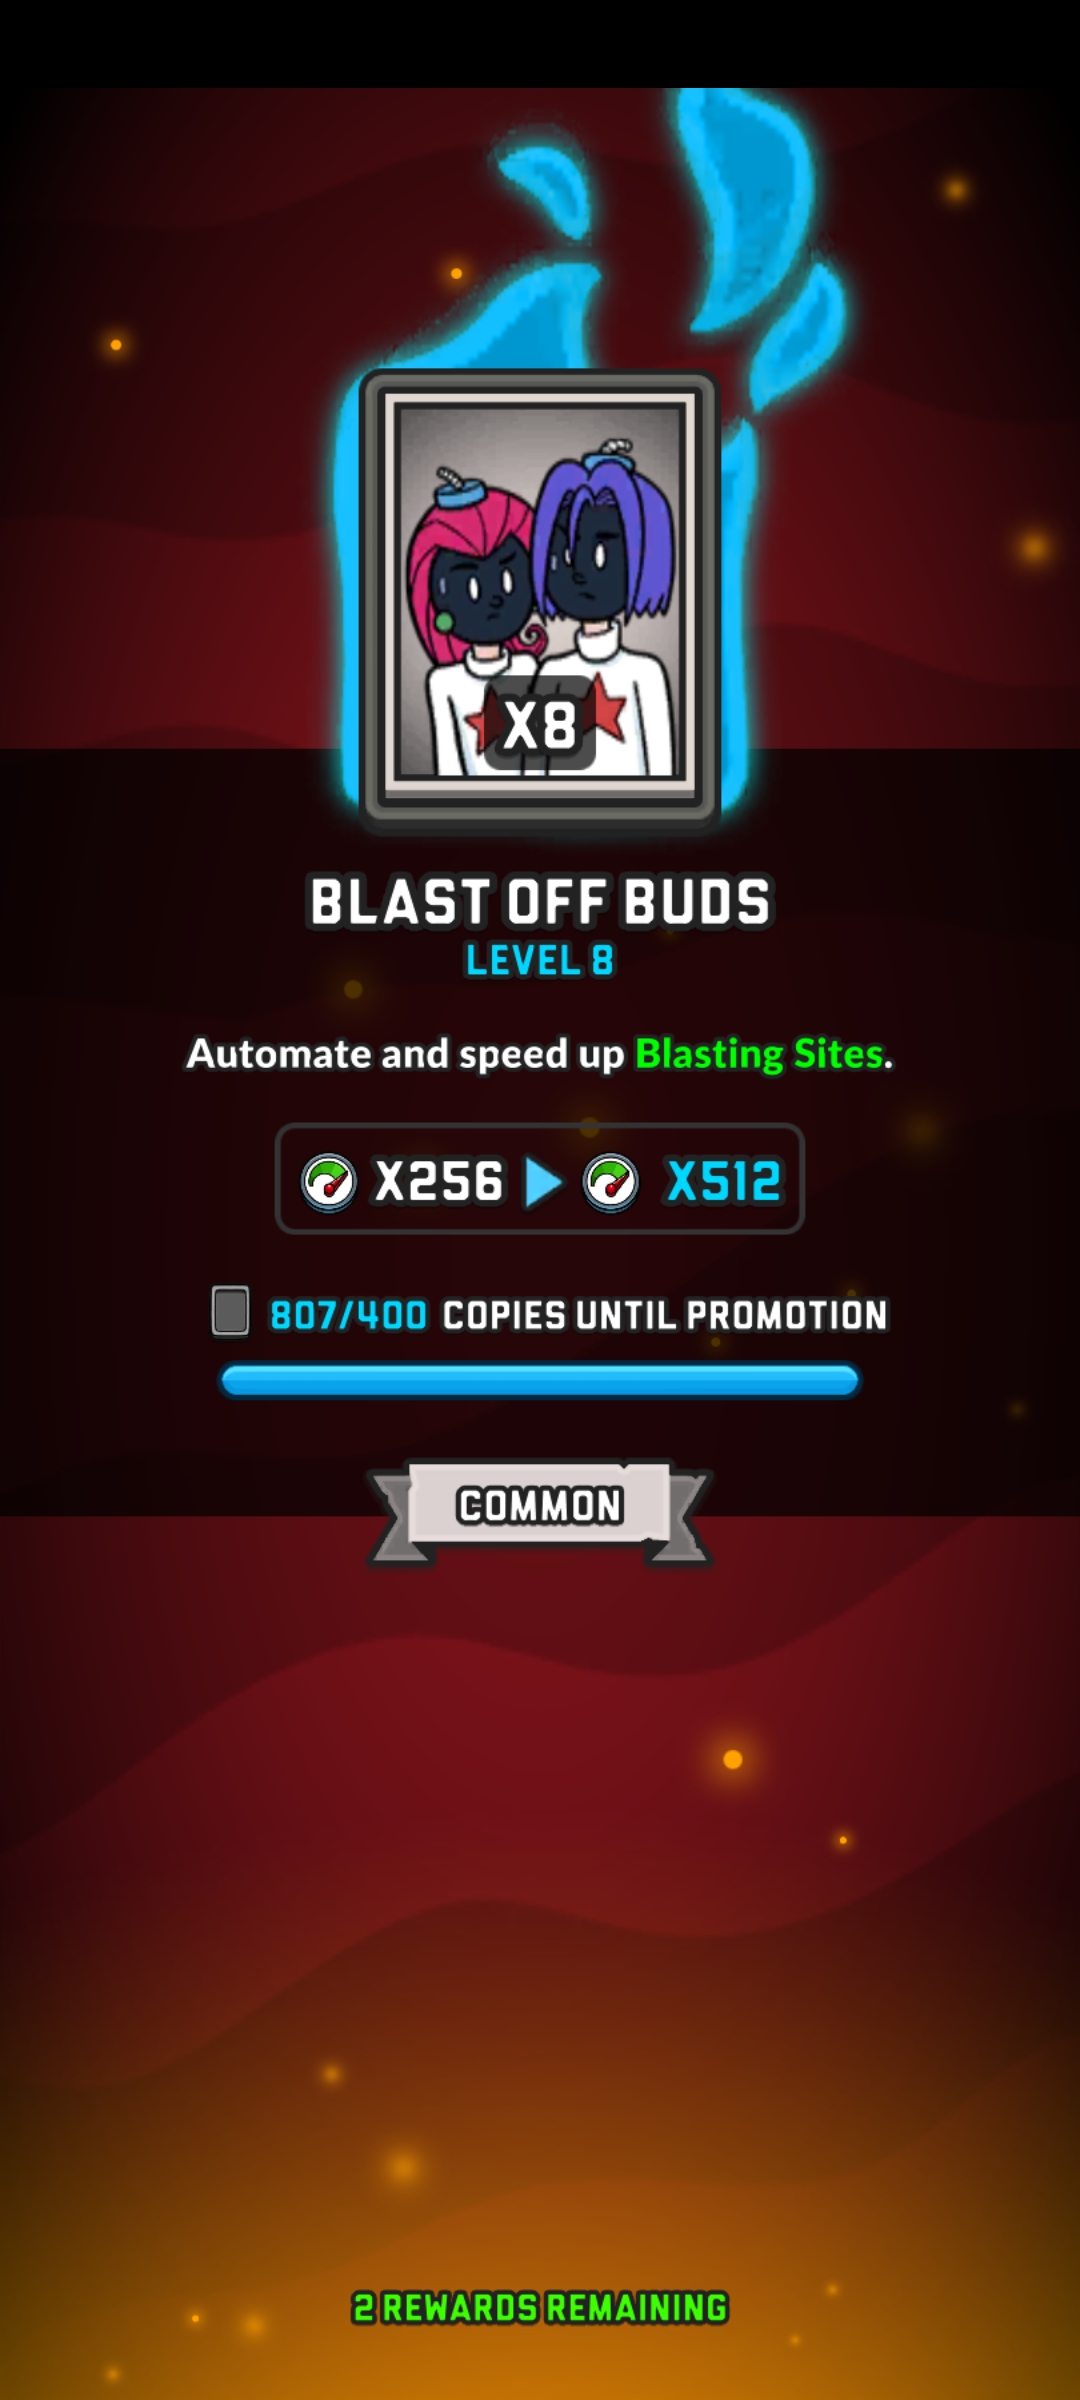 X8
BLAST OFF BUDS
LEVEL 8
Automate and speed up Blasting Sites.
X256 X512
807/400 COPIES UNTIL PROMOTION
COMMON
2 REWARDS REMAINING